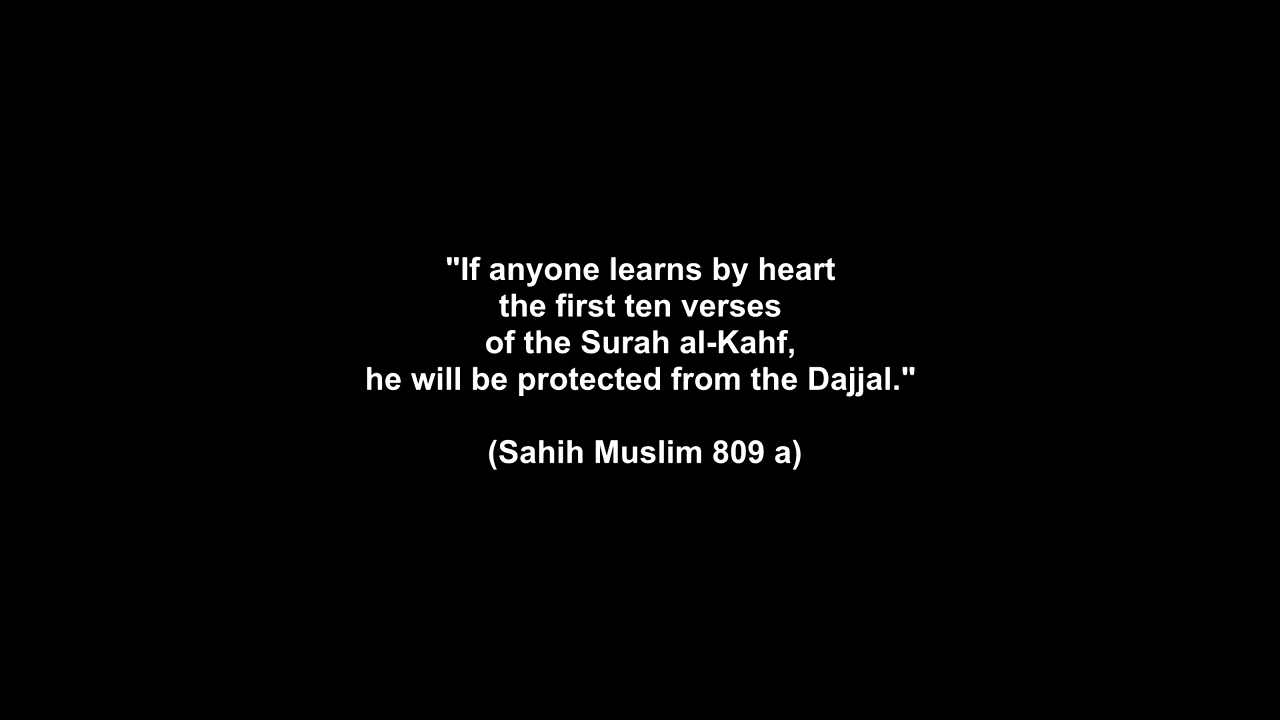 "If anyone learns by heart
the first ten verses
of the Surah al-Kahf,
he will be protected from the Dajjal."
(Sahih Muslim 809 a)